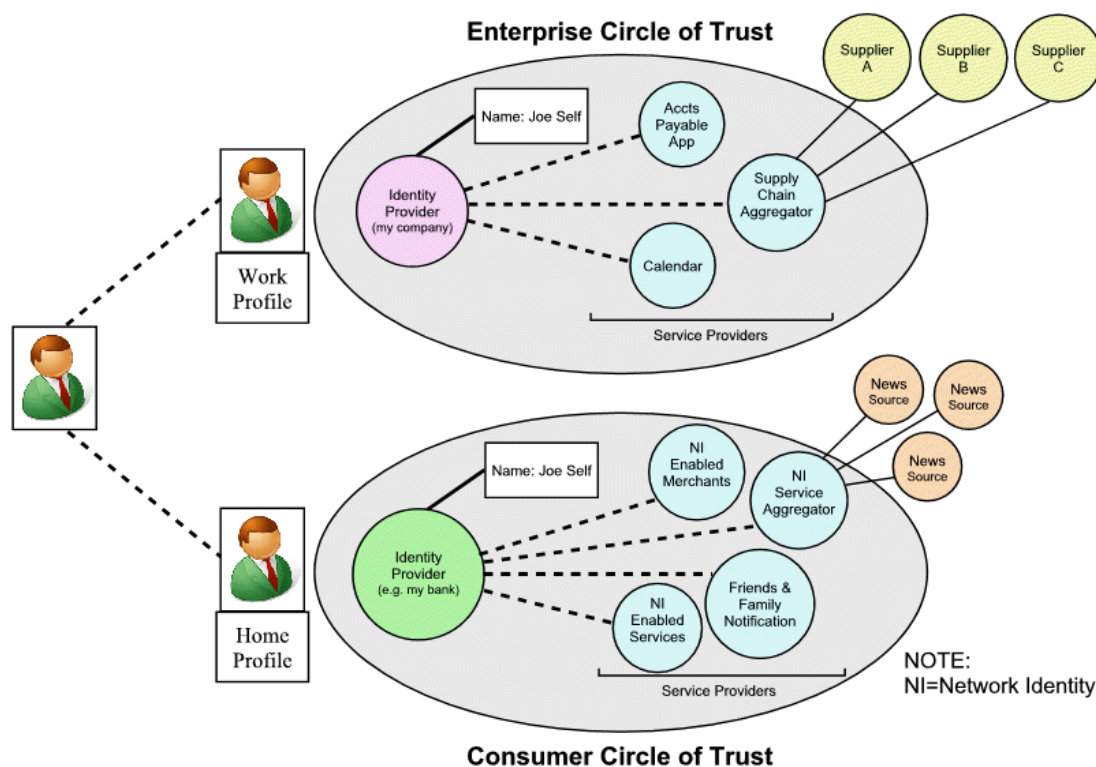 Enterprise Circle of Trust
Supplier
A
Supplier
B
Supplier
C
Name: Joe Self
Accts
Payable
App
Identity
Provider
(my company)
Supply
Chain
Aggregator
Calendar
Service Providers
Work
Profile
News
Source
News
Source
News
Source
Name: Joe Self
NI
Enabled
Merchants
NI
Service
Aggregator
Identity
Provider
(e.g. my bank)
Friends &
Family
Notification
NI
Enabled
Services
Service Providers
Home
Profile
NOTE:
NI=Network Identity
Consumer Circle of Trust